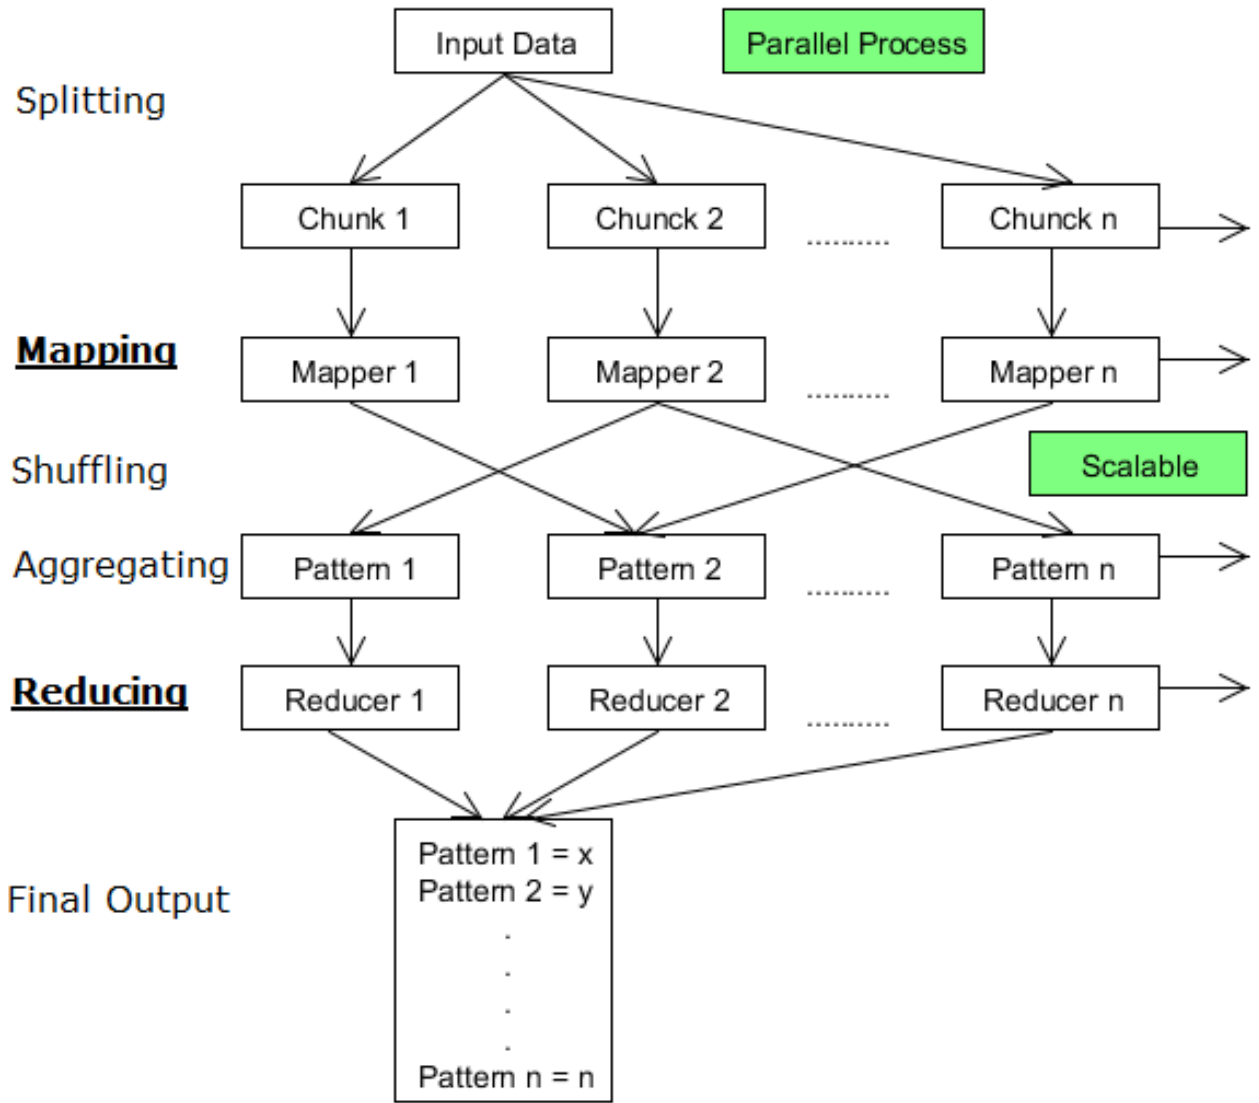 Input Data
Parallel Process
Splitting
Chunk 1
Chunck 2
..........
Chunck n
Mapping
Mapper 1
Mapper 2
..........
Mapper n
Shuffling
Scalable
Aggregating
Pattern 1
Pattern 2
..........
Pattern n
Reducing
Reducer 1
Reducer 2
..........
Reducer n
Final Output
Pattern 1 = x
Pattern 2 = y
.
.
.
.
Pattern n = n